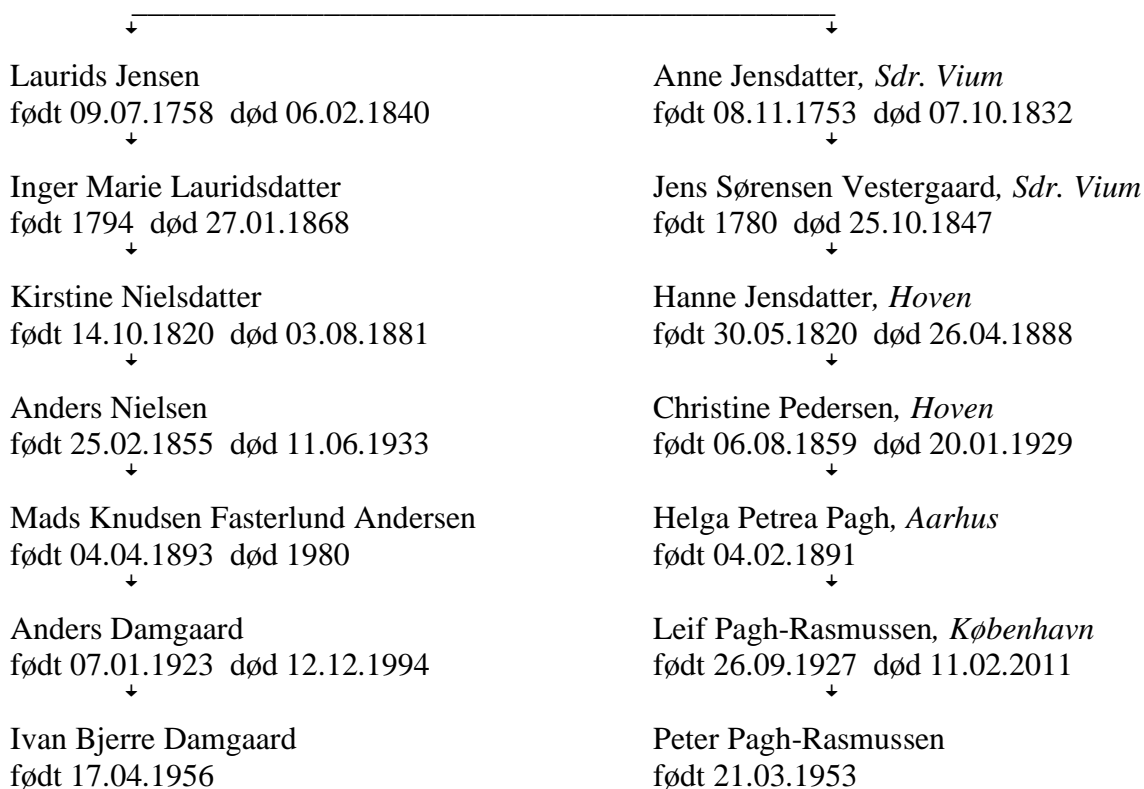 Laurids Jensen
født 09.07.1758 død 06.02.1840
Inger Marie Lauridsdatter
født 1794 død 27.01.1868
Kirstine Nielsdatter
født 14.10.1820 død 03.08.1881
Anders Nielsen
født 25.02.1855 død 11.06.1933
Mads Knudsen Fasterlund Andersen
født 04.04.1893 død 1980
Anders Damgaard
født 07.01.1923 død 12.12.1994
Ivan Bjerre Damgaard
født 17.04.1956
Anne Jensdatter, Sdr. Vium
født 08.11.1753 død 07.10.1832
Jens Sørensen Vestergaard, Sdr. Vium
født 1780 død 25.10.1847
Hanne Jensdatter, Hoven
født 30.05.1820 død 26.04.1888
Christine Pedersen, Hoven
født 06.08.1859 død 20.01.1929
Helga Petrea Pagh, Aarhus
født 04.02.1891
Leif Pagh-Rasmussen, København
født 26.09.1927 død 11.02.2011
Peter Pagh-Rasmussen
født 21.03.1953